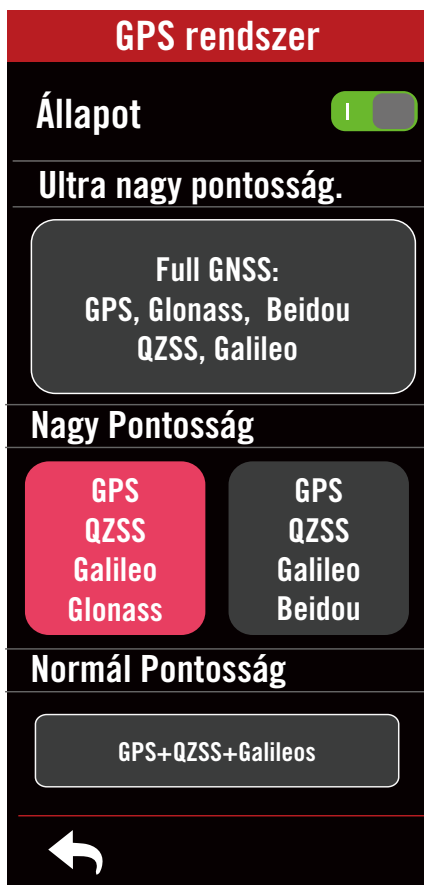 GPS rendszer
Állapot
Ultra nagy pontosság.
Full GNSS:
GPS, Glonass, Beidou
QZSS, Galileo
Nagy Pontosság
GPS
QZSS
Galileo
Glonass
GPS
QZSS
Galileo
Beidou
Normál Pontosság
GPS+QZSS+Galileos